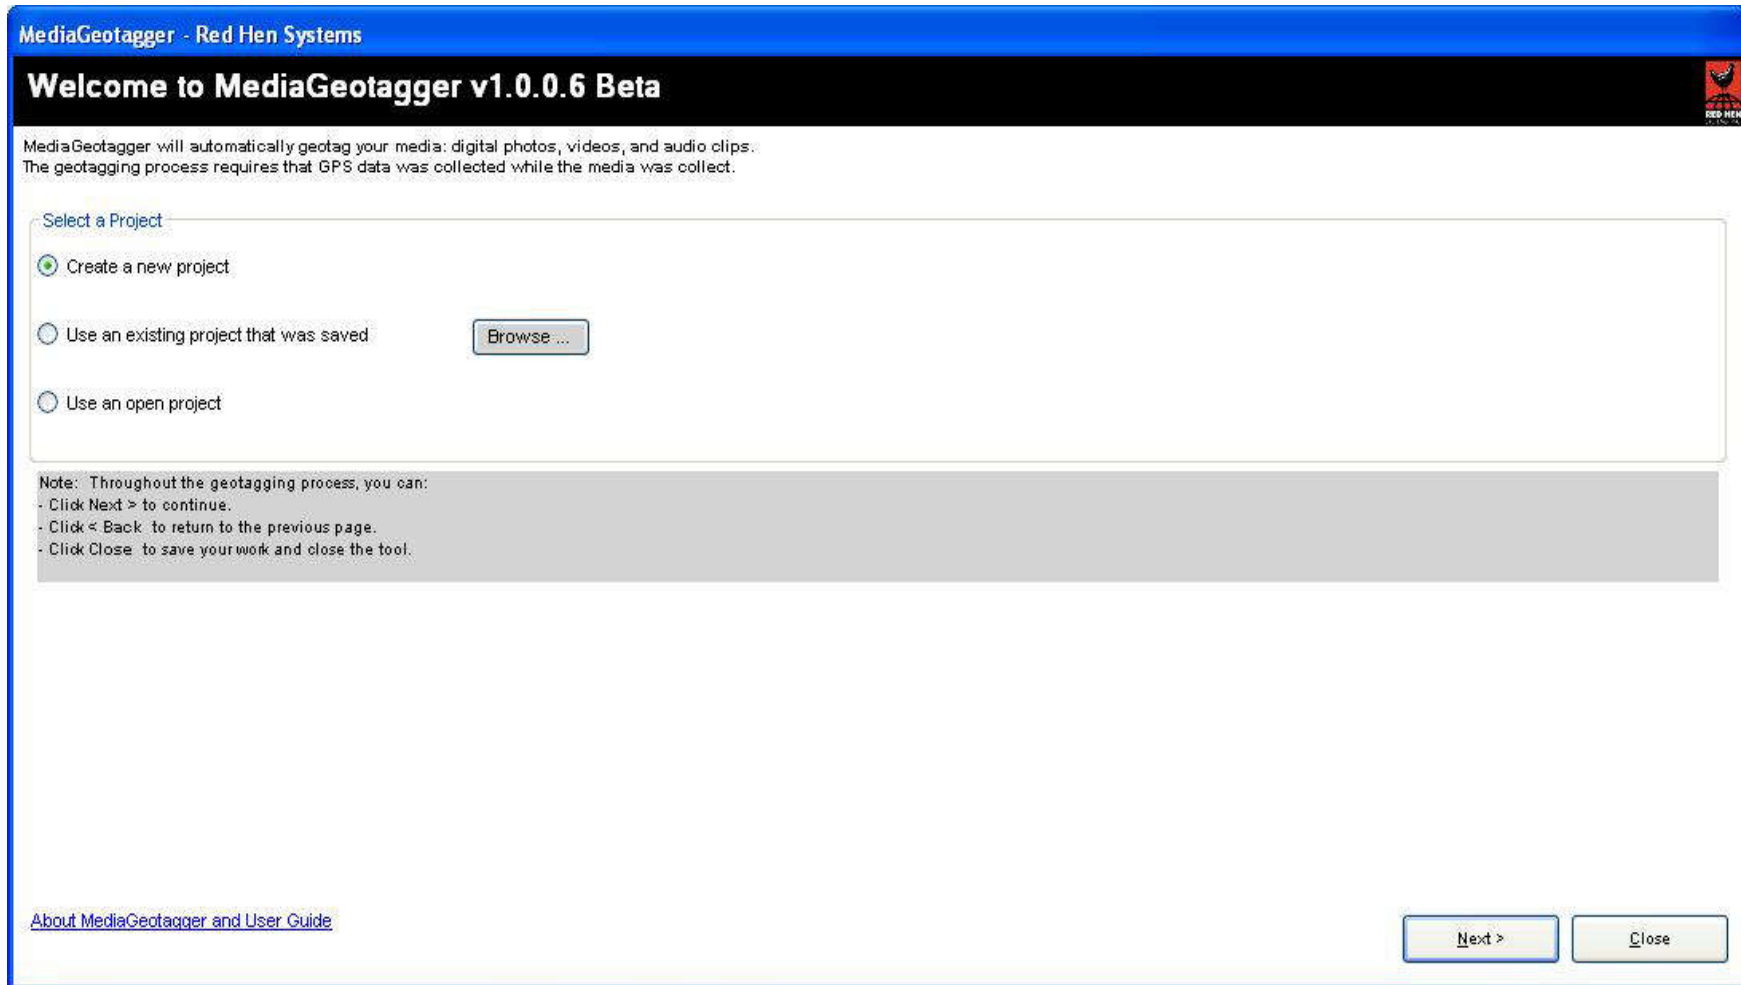 MediaGeotagger - Red Hen Systems
Welcome to MediaGeotagger v1.0.0.6 Beta
RED HEN
MediaGeotagger will automatically geotag your media: digital photos, videos, and audio clips.
The geotagging process requires that GPS data was collected while the media was collect.
Select a Project
Create a new project
Use an existing project that was saved
Browse ...
Use an open project
Note: Throughout the geotagging process, you can:
- Click Next > to continue.
- Click < Back to return to the previous page.
- Click Close to save your work and close the tool.
About MediaGeotagger and User Guide
Next >
Close